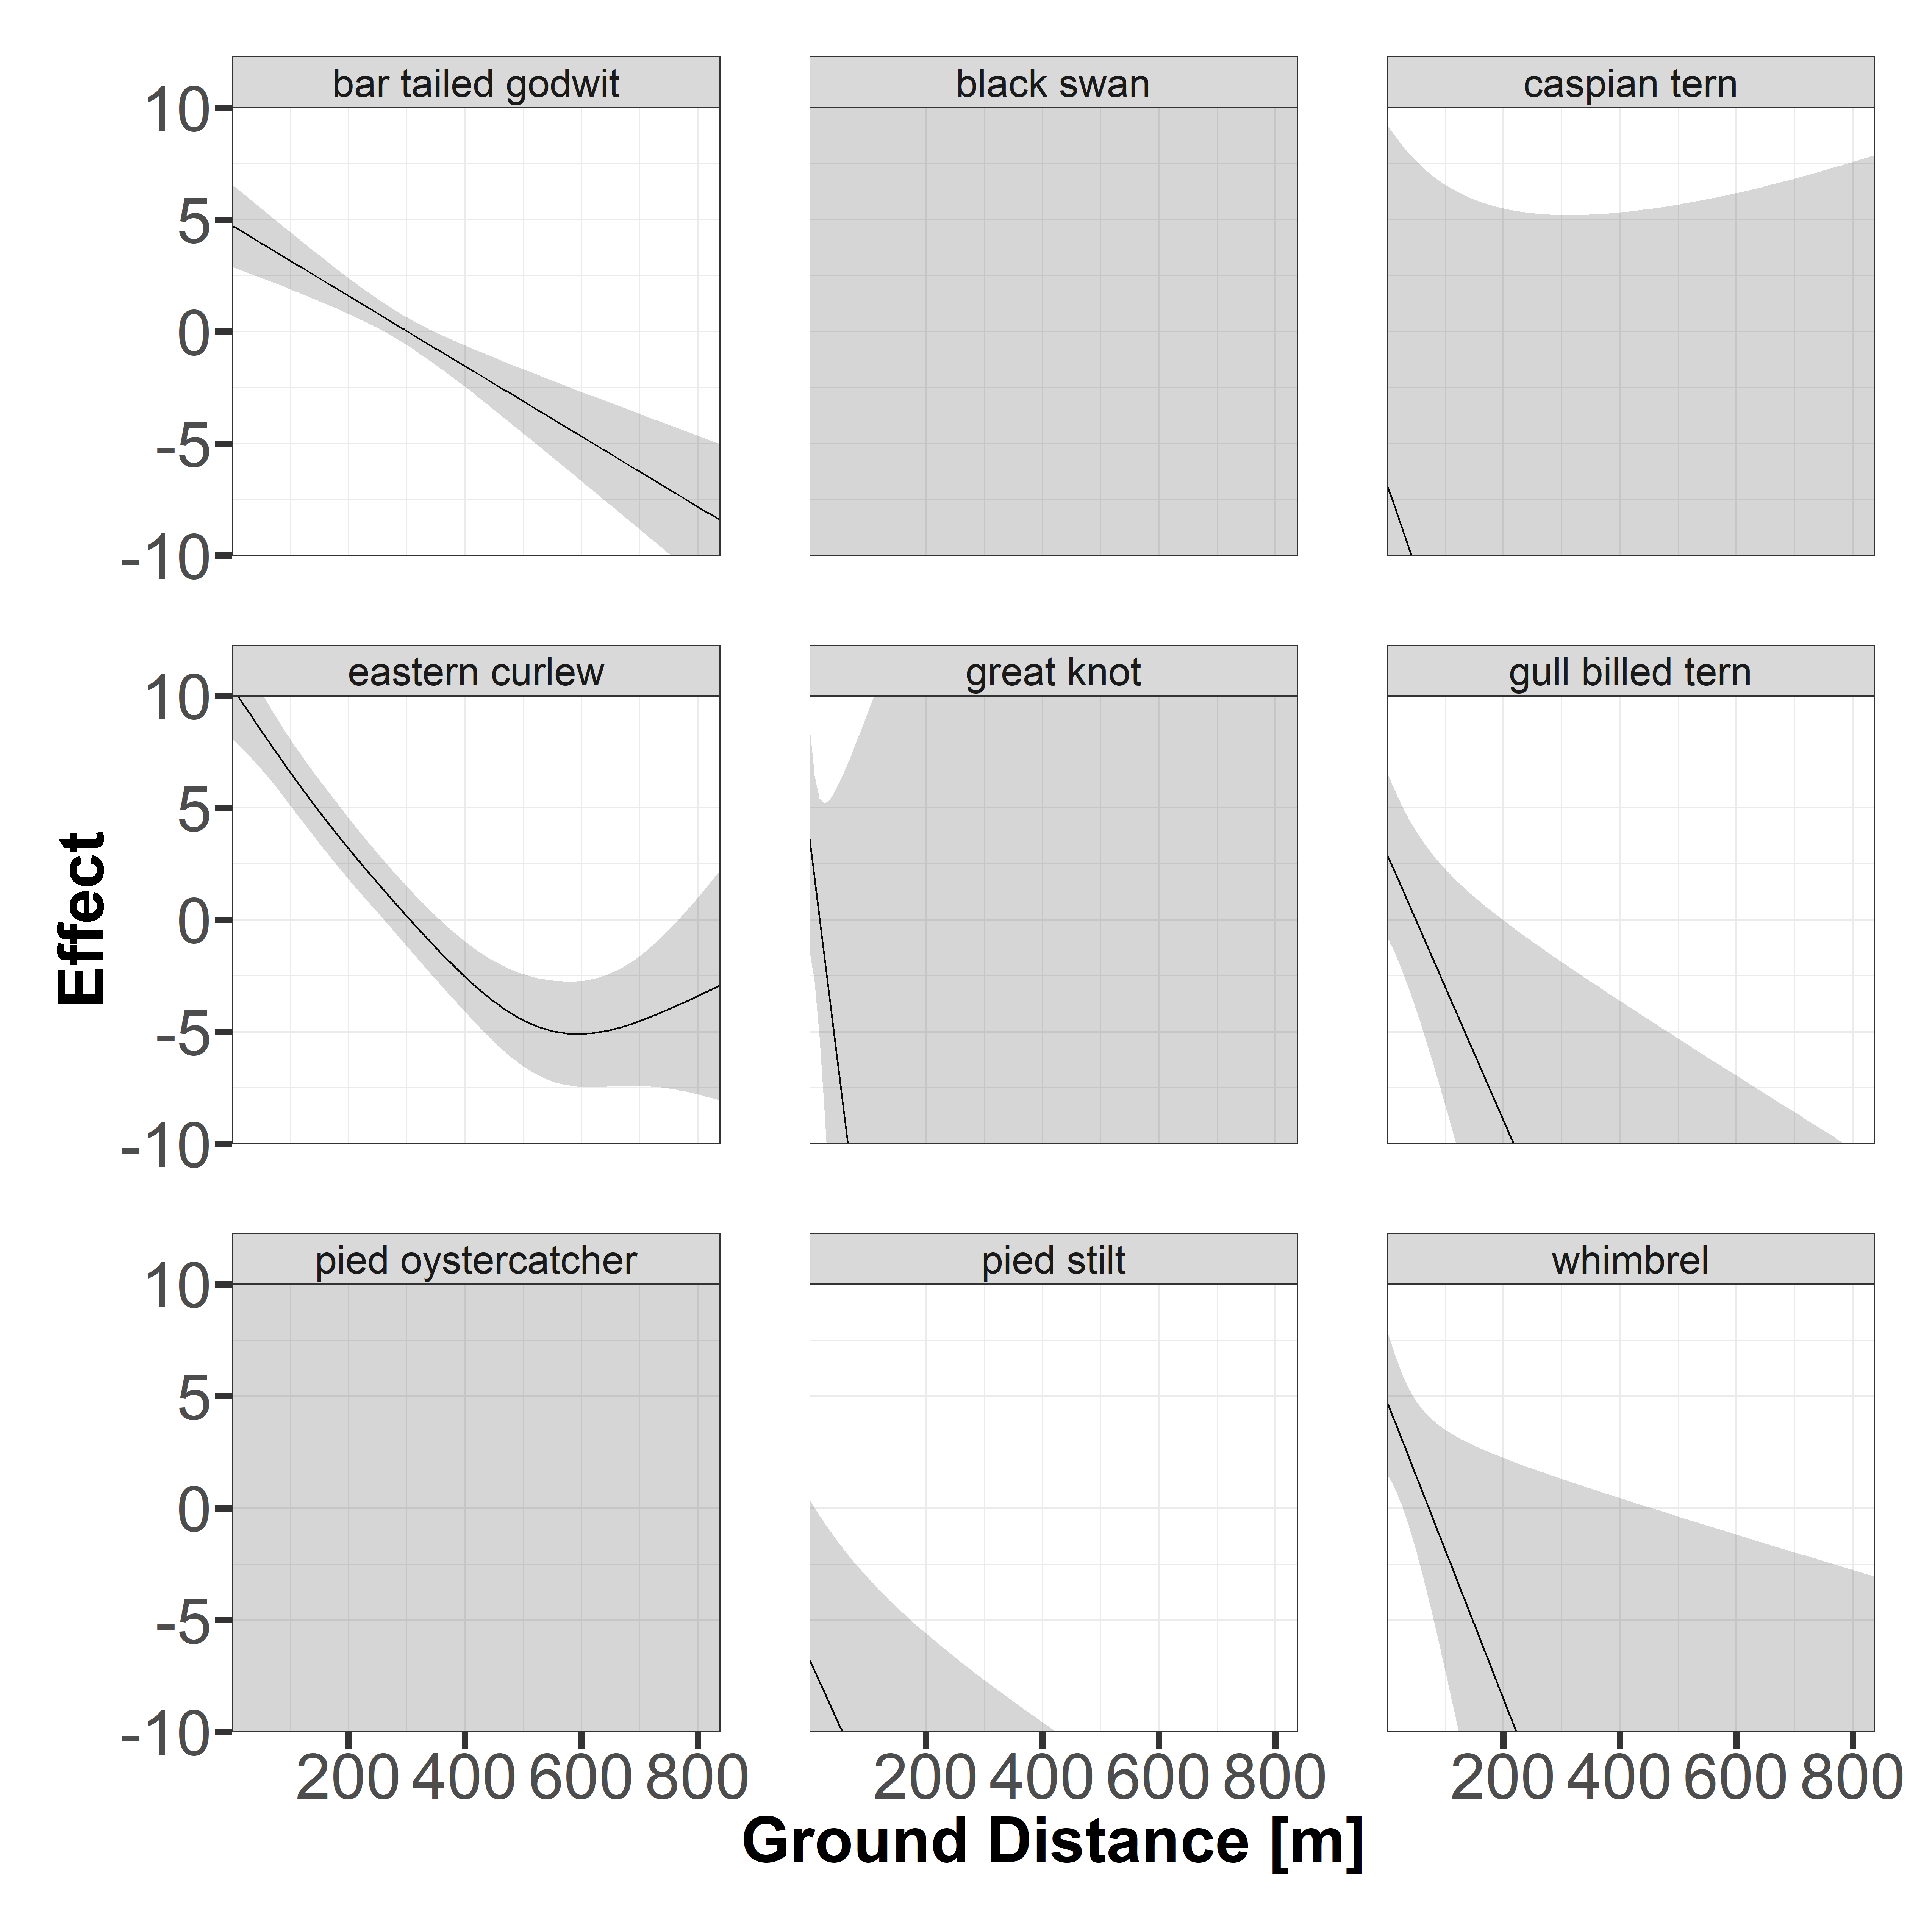 bar tailed godwit black swan caspian tern
10
5
0
-5
-10
eastern curlew great knot gull billed tern
10
5
0
-5
-10
pied oystercatcher pied stilt whimbrel
10
5
0
-5
-10
200 400 600 800 200 400 600 800 200 400 600 800
Ground Distance [m]
Effect